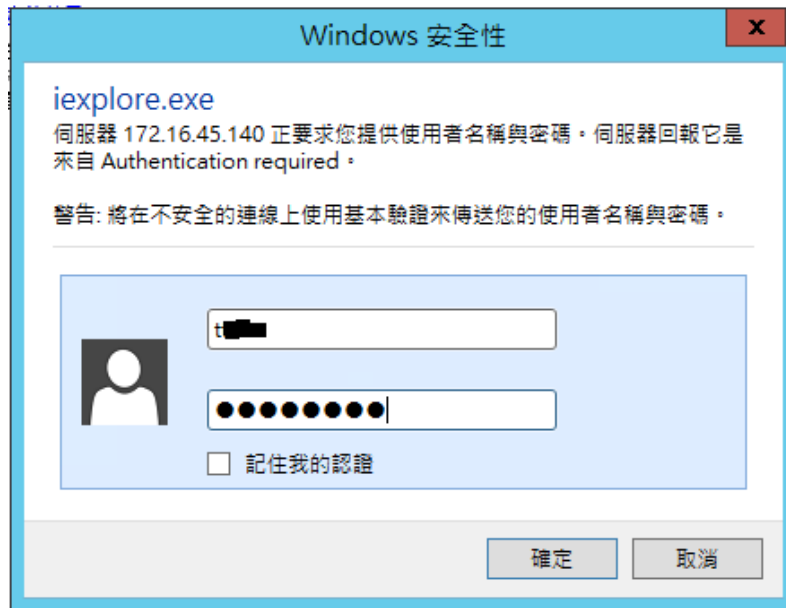 Windows 安全性
x
iexplore.exe
伺服器 172.16.45.140 正要求您提供使用者名稱與密碼。伺服器回報它是
來自 Authentication required。
警告: 將在不安全的連線上使用基本驗證來傳送您的使用者名稱與密碼。
t
●●●●●●●●
記住我的認證
確定
取消